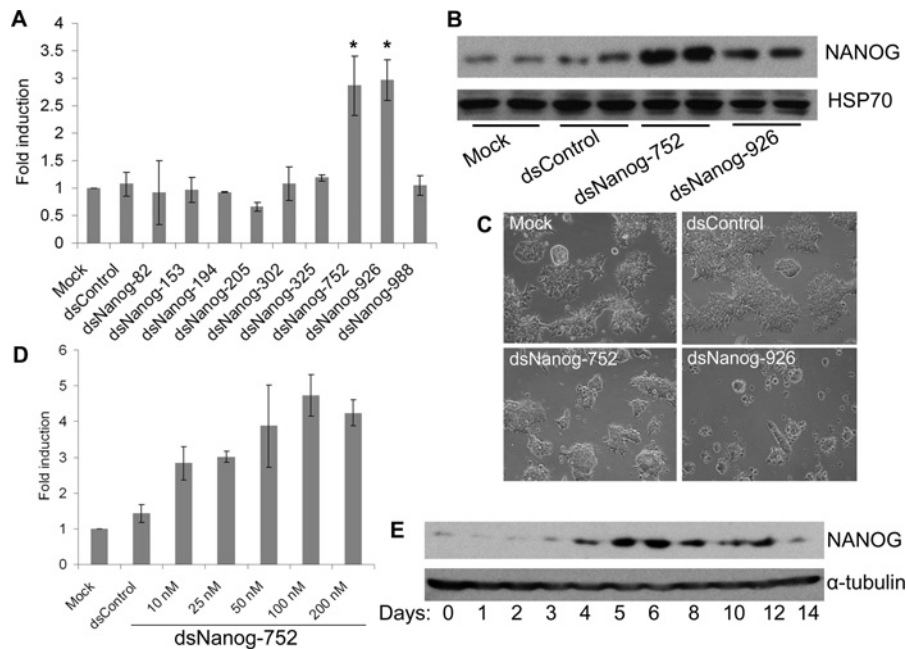 A
Fold induction
4
3.5
3
2.5
2
1.5
1
0.5
0
* *
Mock
dsControl
dsNanog-82
dsNanog-153
dsNanog-194
dsNanog-205
dsNanog-302
dsNanog-325
dsNanog-752
dsNanog-926
dsNanog-988
B
NANOG
HSP70
Mock
dsControl
dsNanog-752
dsNanog-926
C
Mock
dsControl
dsNanog-752
dsNanog-926
D
Fold induction
6
5
4
3
2
1
0
Mock
dsControl
10 nM
25 nM
50 nM
100 nM
200 nM
dsNanog-752
E
NANOG
α-tubulin
Days: 0 1 2 3 4 5 6 8 10 12 14